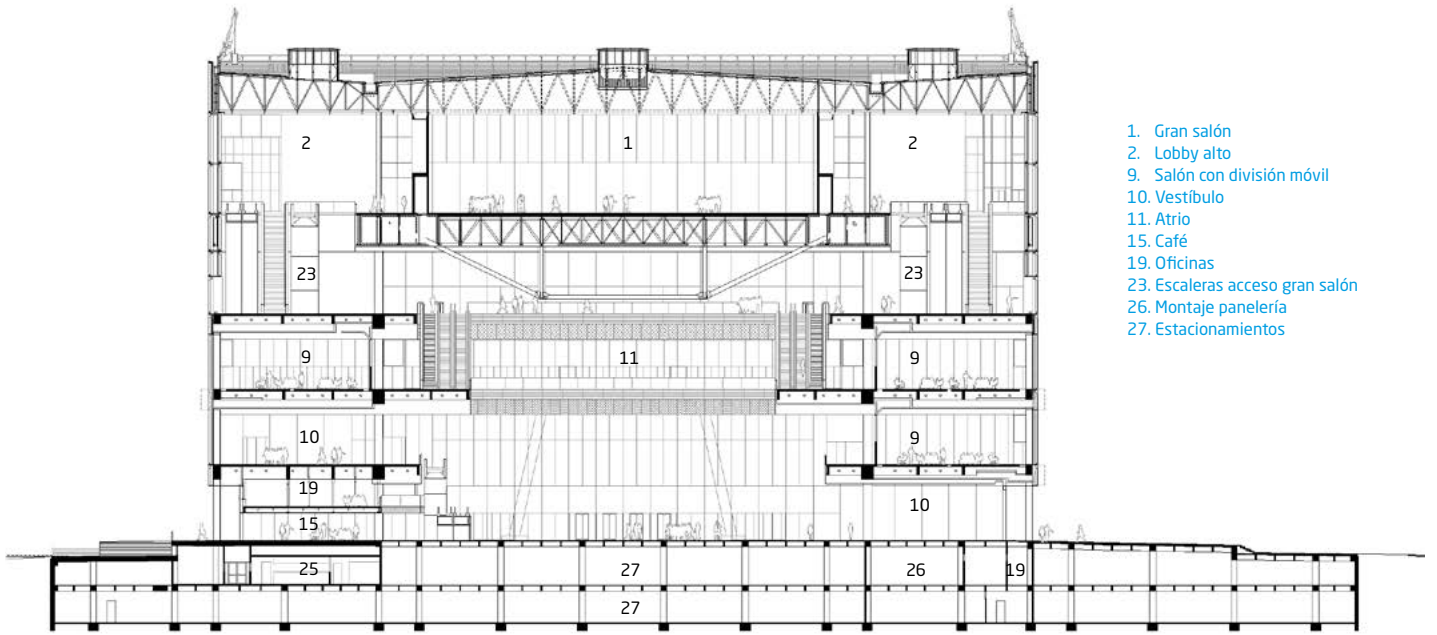 2
1
2
23
23
9
11
9
10
9
19
10
15
25
27
26
19
27
1. Gran salón
2. Lobby alto
9. Salón con división móvil
10. Vestíbulo
11. Atrio
15. Café
19. Oficinas
23. Escaleras acceso gran salón
26. Montaje panelería
27. Estacionamientos